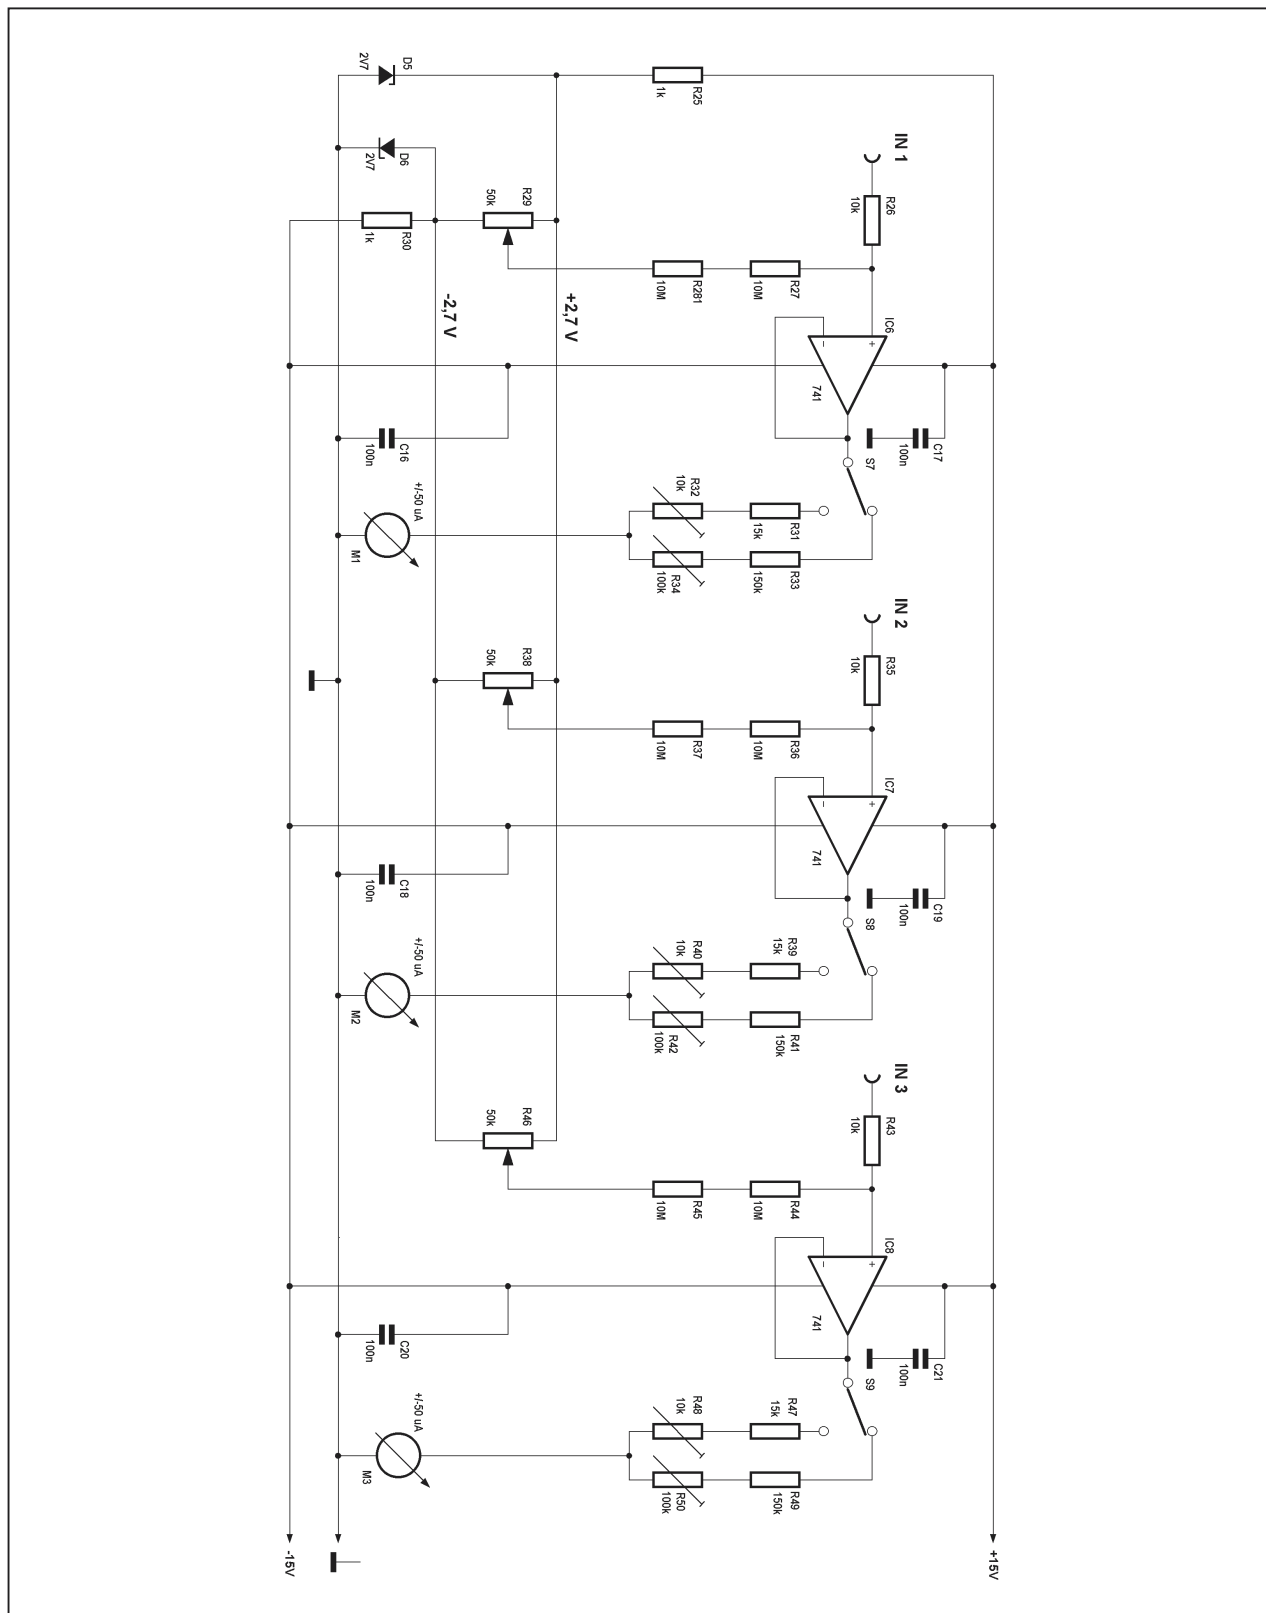 D5
2V7
R25
1k
D6
2V7
IN 1
R26
10k
R29
50k
R30
1k
R281
10M
R27
10M
-2,7 V
+2,7 V
IC6
+
–
741
C16
100n
C17
100n
S7
R32
10k
R31
15k
R34
100k
R33
150k
+/-50 uA
M1
IN 2
R35
10k
R38
50k
R37
10M
R36
10M
IC7
+
–
741
C18
100n
C19
100n
S8
R40
10k
R39
15k
R42
100k
R41
150k
+/-50 uA
M2
IN 3
R43
10k
R46
50k
R45
10M
R44
10M
IC8
+
–
741
C20
100n
C21
100n
S9
R48
10k
R47
15k
R50
100k
R49
150k
+/-50 uA
M3
-15V
+15V